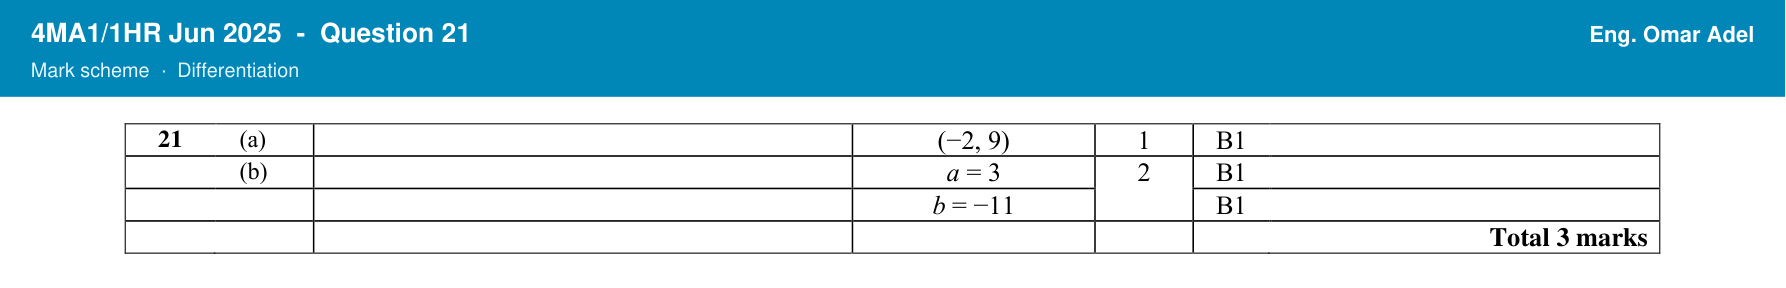 4MA1/1HR Jun 2025 - Question 21
Eng. Omar Adel
Mark scheme · Differentiation
21 (a) (−2, 9) 1 B1
(b) a = 3 2 B1
b = −11 B1
Total 3 marks